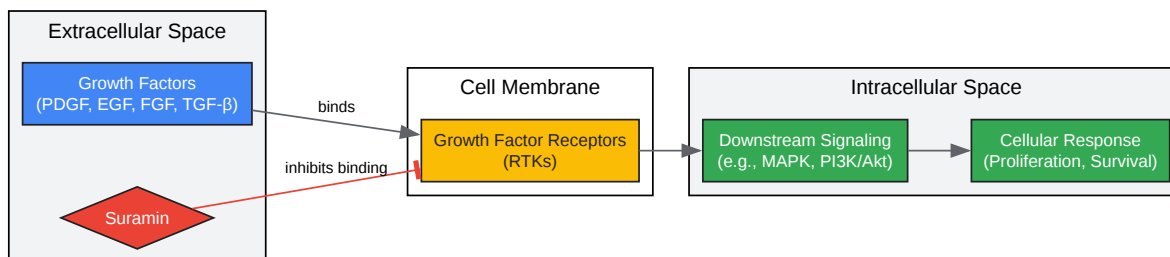 Extracellular Space
Growth Factors
(PDGF, EGF, FGF, TGF-β)
Suramin
binds
inhibits binding
Cell Membrane
Growth Factor Receptors
(RTKs)
Intracellular Space
Downstream Signaling
(e.g., MAPK, PI3K/Akt)
Cellular Response
(Proliferation, Survival)